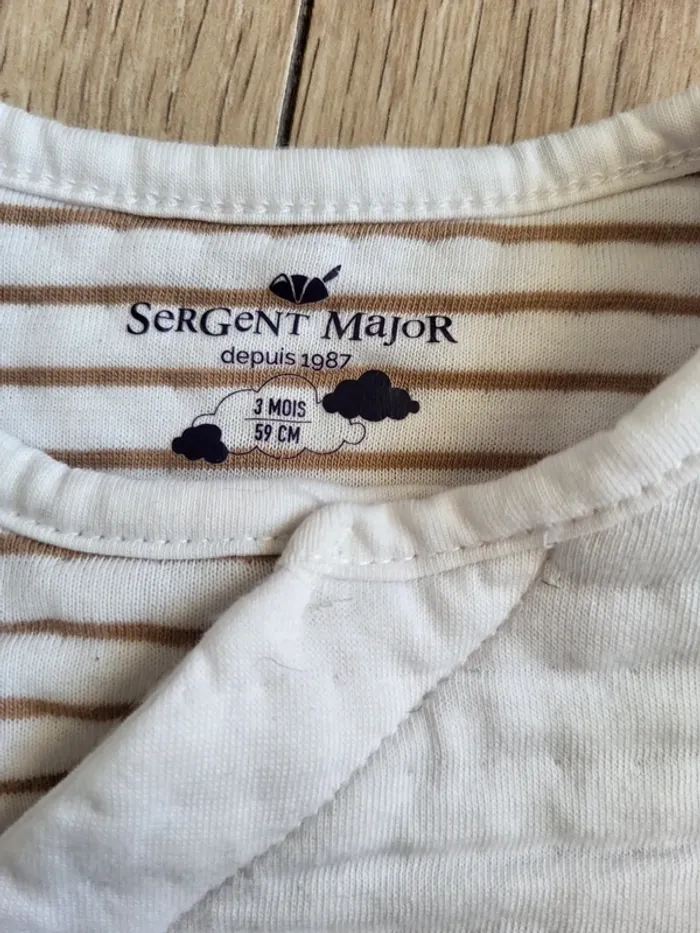 SeRGeNT MajoR
depuis 1987
3 MOIS
59 CM